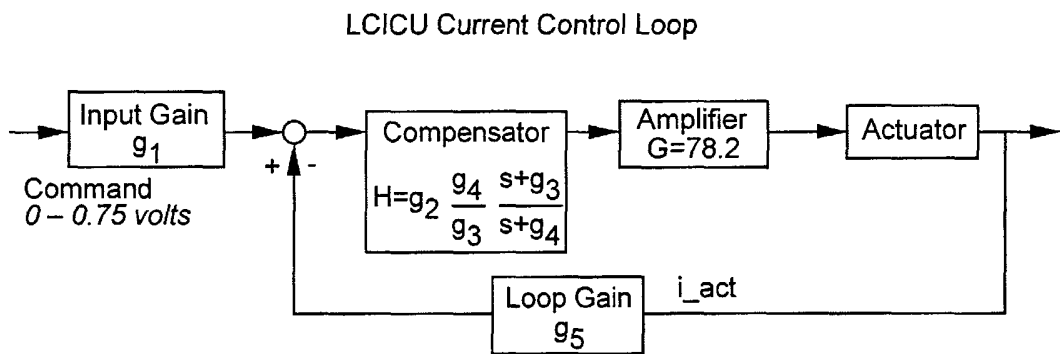 LCICU Current Control Loop
Input Gain
g1
Command
0 – 0.75 volts
+ -
Compensator
H=g2 g4/g3 s+g3/s+g4
Amplifier
G=78.2
Actuator
Loop Gain
g5
i_act